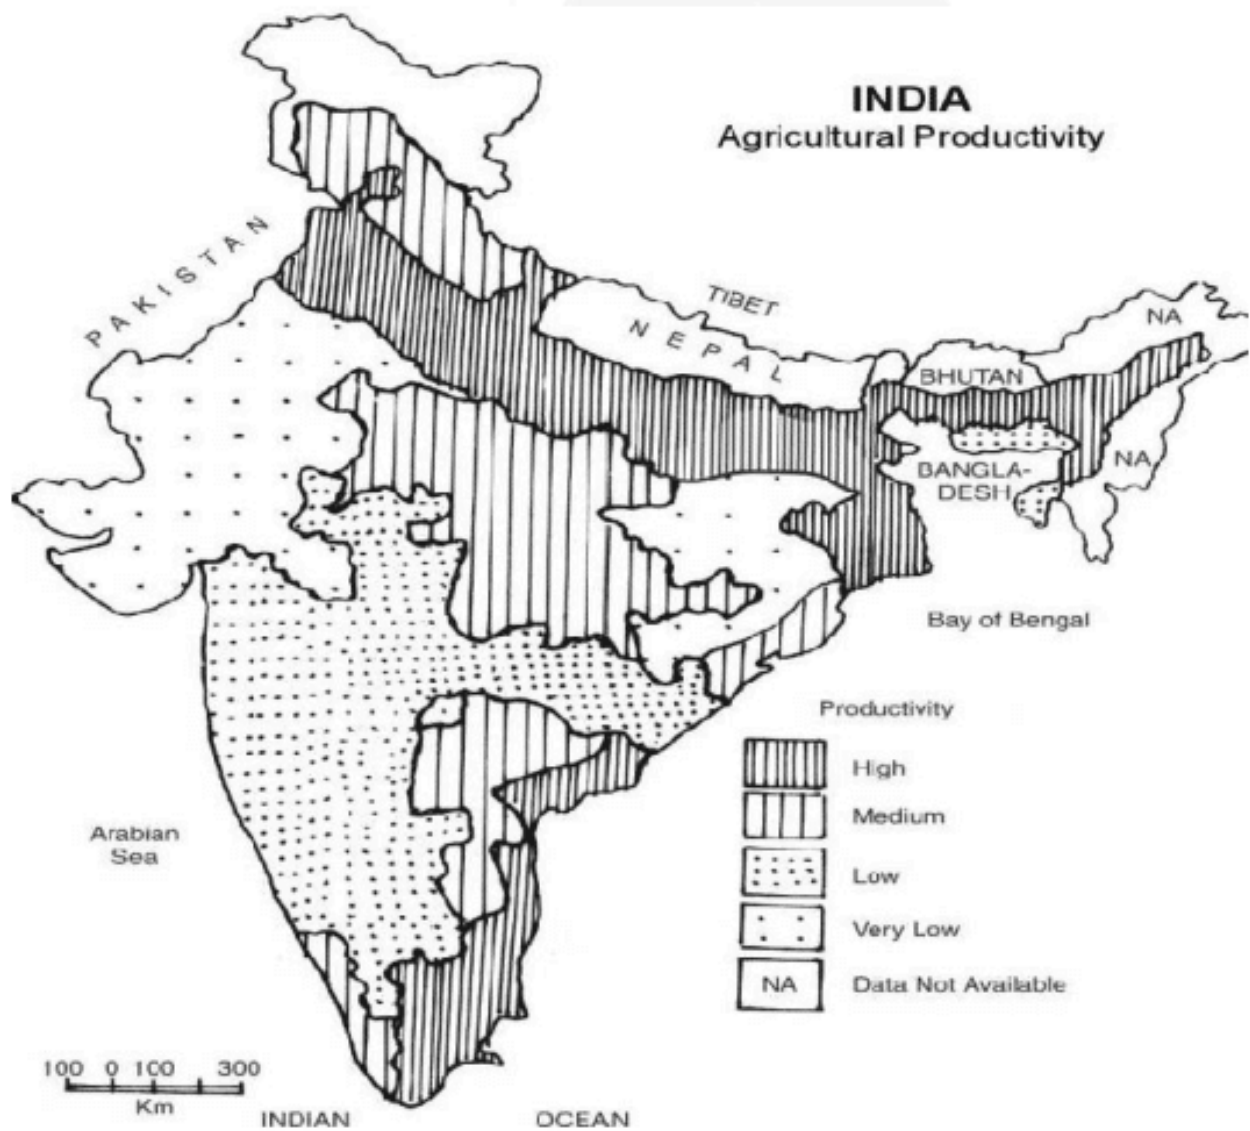 INDIA
Agricultural Productivity
PAKISTAN
TIBET
NEPAL
NA
BHUTAN
BANGLA-
DESH
NA
Bay of Bengal
Productivity
High
Medium
Arabian
Sea
Low
Very Low
NA
Data Not Available
100 0 100 300
Km
INDIAN OCEAN